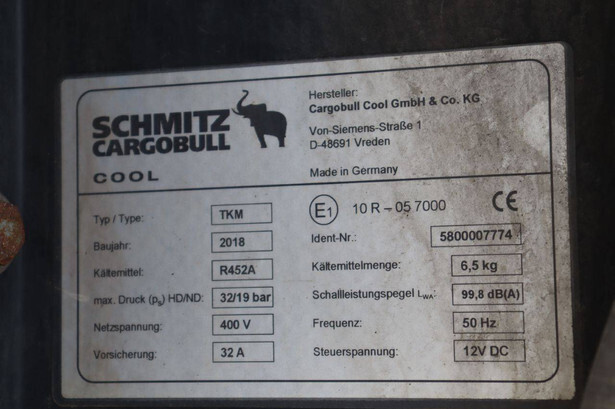 SCHMITZ
CARGOBULL
COOL
Hersteller:
Cargobull Cool GmbH & Co. KG
Von-Siemens-Straße 1
D-48691 Vreden
Made in Germany
E1 10 R - 05 7000 CE
Typ / Type: TKM
Ident-Nr.: 5800007774
Baujahr: 2018
Kältemittel: R452A
Kältemittelmenge: 6,5 kg
max. Druck (ps) HD/ND: 32/19 bar
Schallleistungspegel LWA: 99,8 dB(A)
Netzspannung: 400 V
Frequenz: 50 Hz
Vorsicherung: 32 A
Steuerspannung: 12V DC